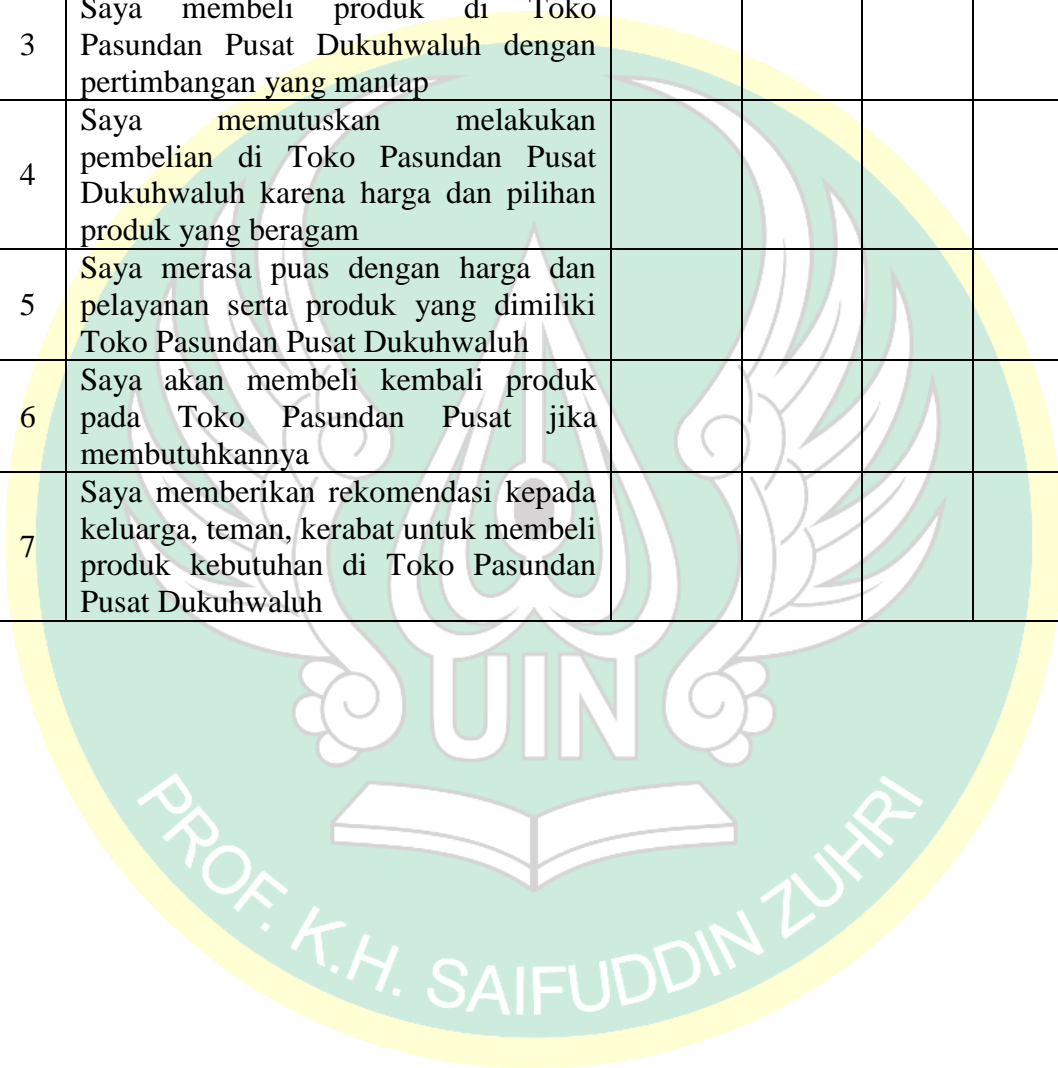 Saya membeli produk di Toko
3 Pasundan Pusat Dukuhwaluh dengan
pertimbangan yang mantap
Saya memutuskan melakukan
pembelian di Toko Pasundan Pusat
4 Dukuhwaluh karena harga dan pilihan
produk yang beragam
Saya merasa puas dengan harga dan
5 pelayanan serta produk yang dimiliki
Toko Pasundan Pusat Dukuhwaluh
Saya akan membeli kembali produk
6 pada Toko Pasundan Pusat jika
membutuhkannya
Saya memberikan rekomendasi kepada
7 keluarga, teman, kerabat untuk membeli
produk kebutuhan di Toko Pasundan
Pusat Dukuhwaluh
UIN
PROF. K.H. SAIFUDDIN ZUHRI